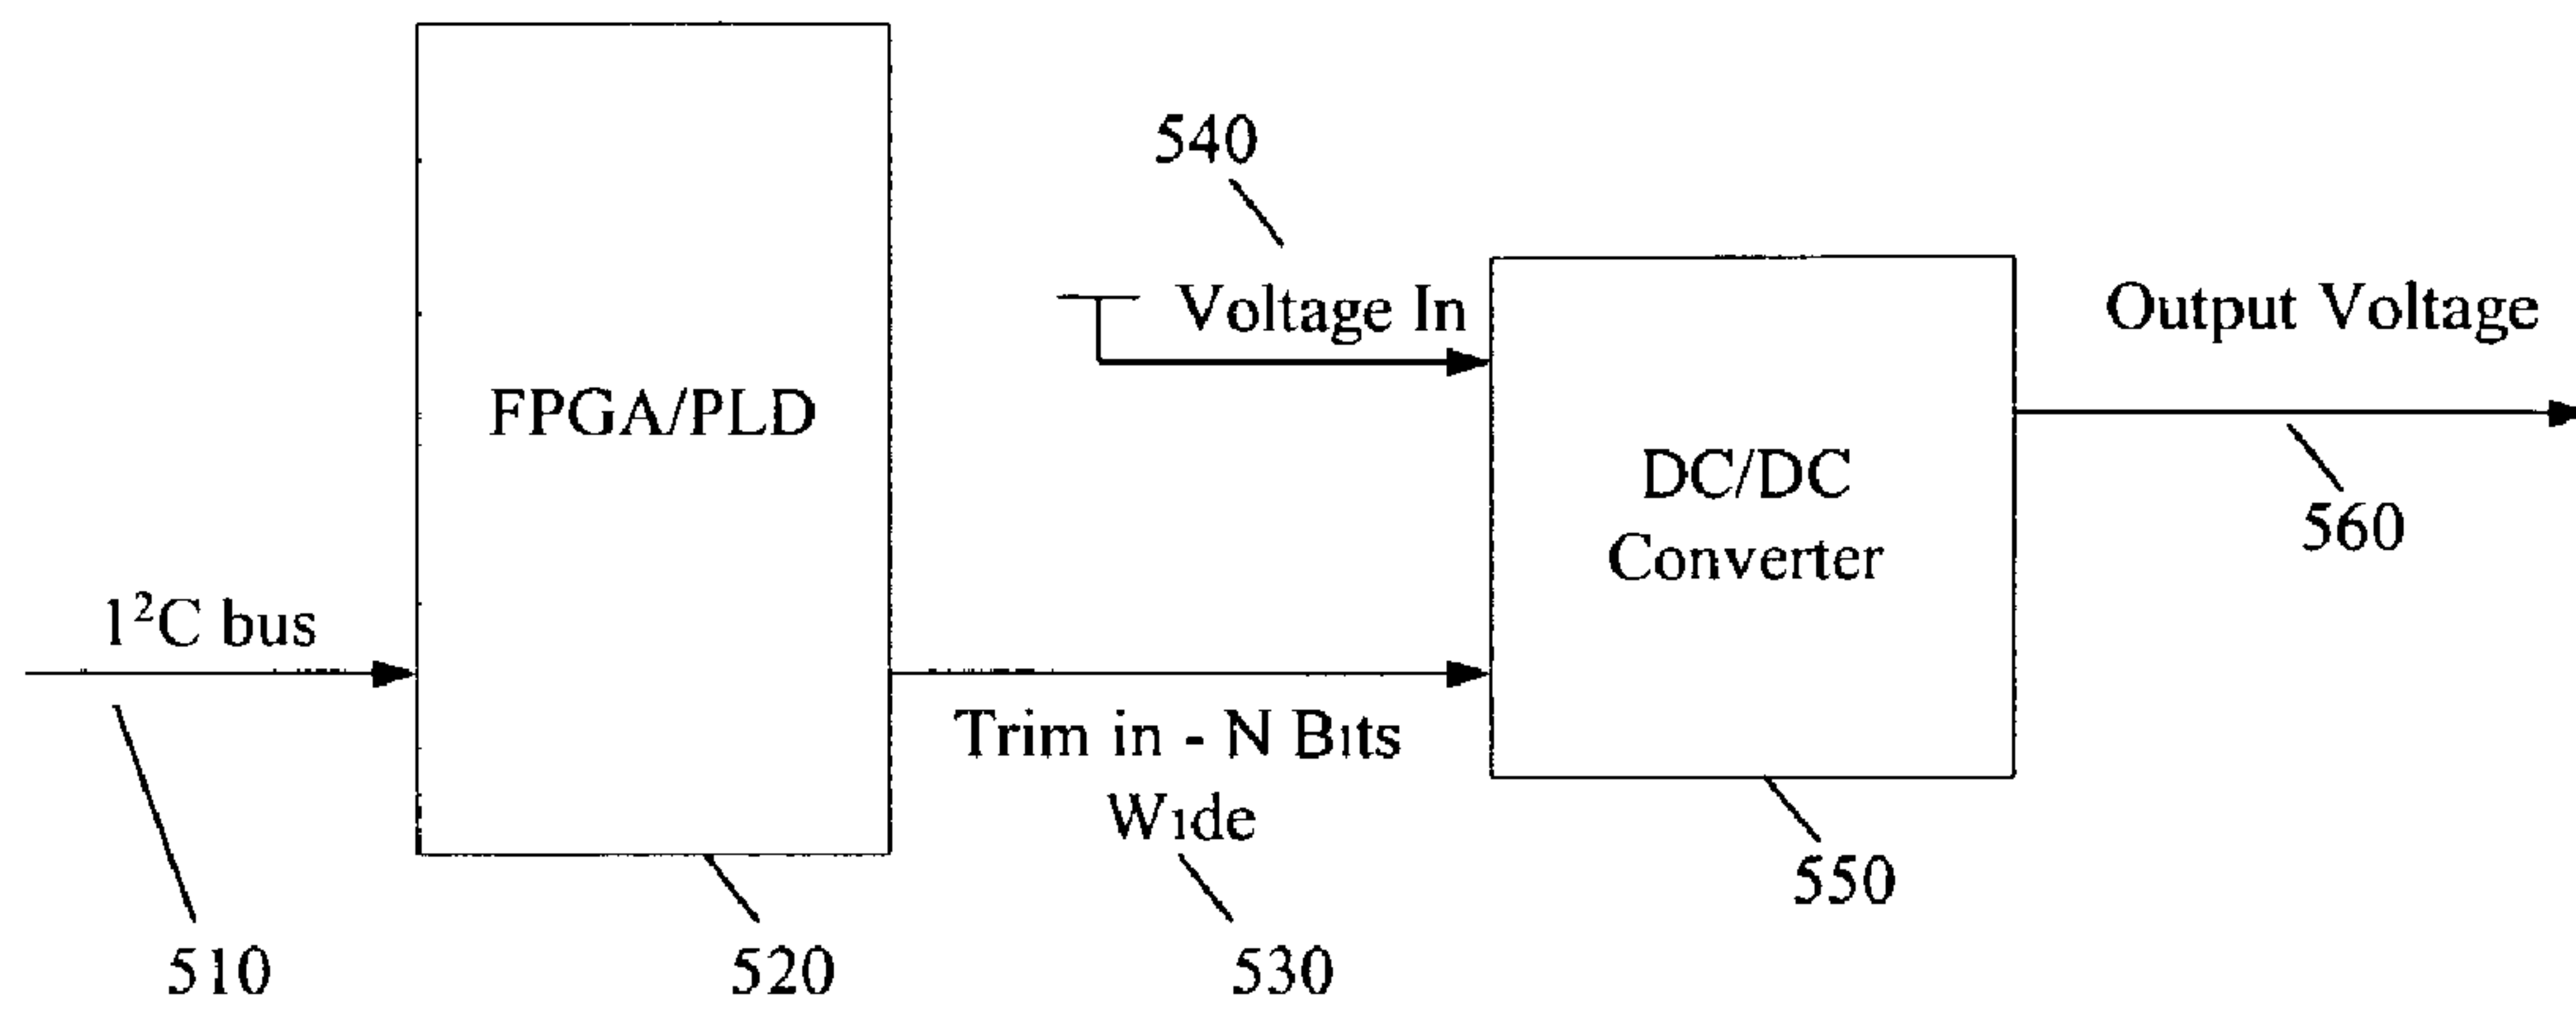 540
Voltage In
Output Voltage
FPGA/PLD
DC/DC
Converter
560
I²C bus
Trim in - N Bits
Wide
550
510
520
530